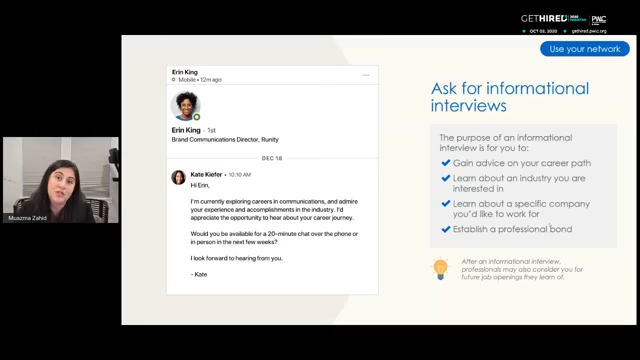 GETHIRED 2020 PAKISTAN PWIC
OCT 03, 2020 gethired.pwic.org
Use your network
Erin King
Mobile • 12m ago
Erin King · 1st
Brand Communications Director, Runity
DEC 18
Kate Kiefer • 10:10 AM
Hi Erin,
I'm currently exploring careers in communications, and admire
your experience and accomplishments in the industry. I'd
appreciate the opportunity to hear about your career journey.
Would you be available for a 20-minute chat over the phone or
in person in the next few weeks?
I look forward to hearing from you.
- Kate
Ask for informational
interviews
The purpose of an informational
interview is for you to:
Gain advice on your career path
Learn about an industry you are
interested in
Learn about a specific company
you'd like to work for
Establish a professional bond
After an informational interview,
professionals may also consider you for
future job openings they learn of.
Muazma Zahid